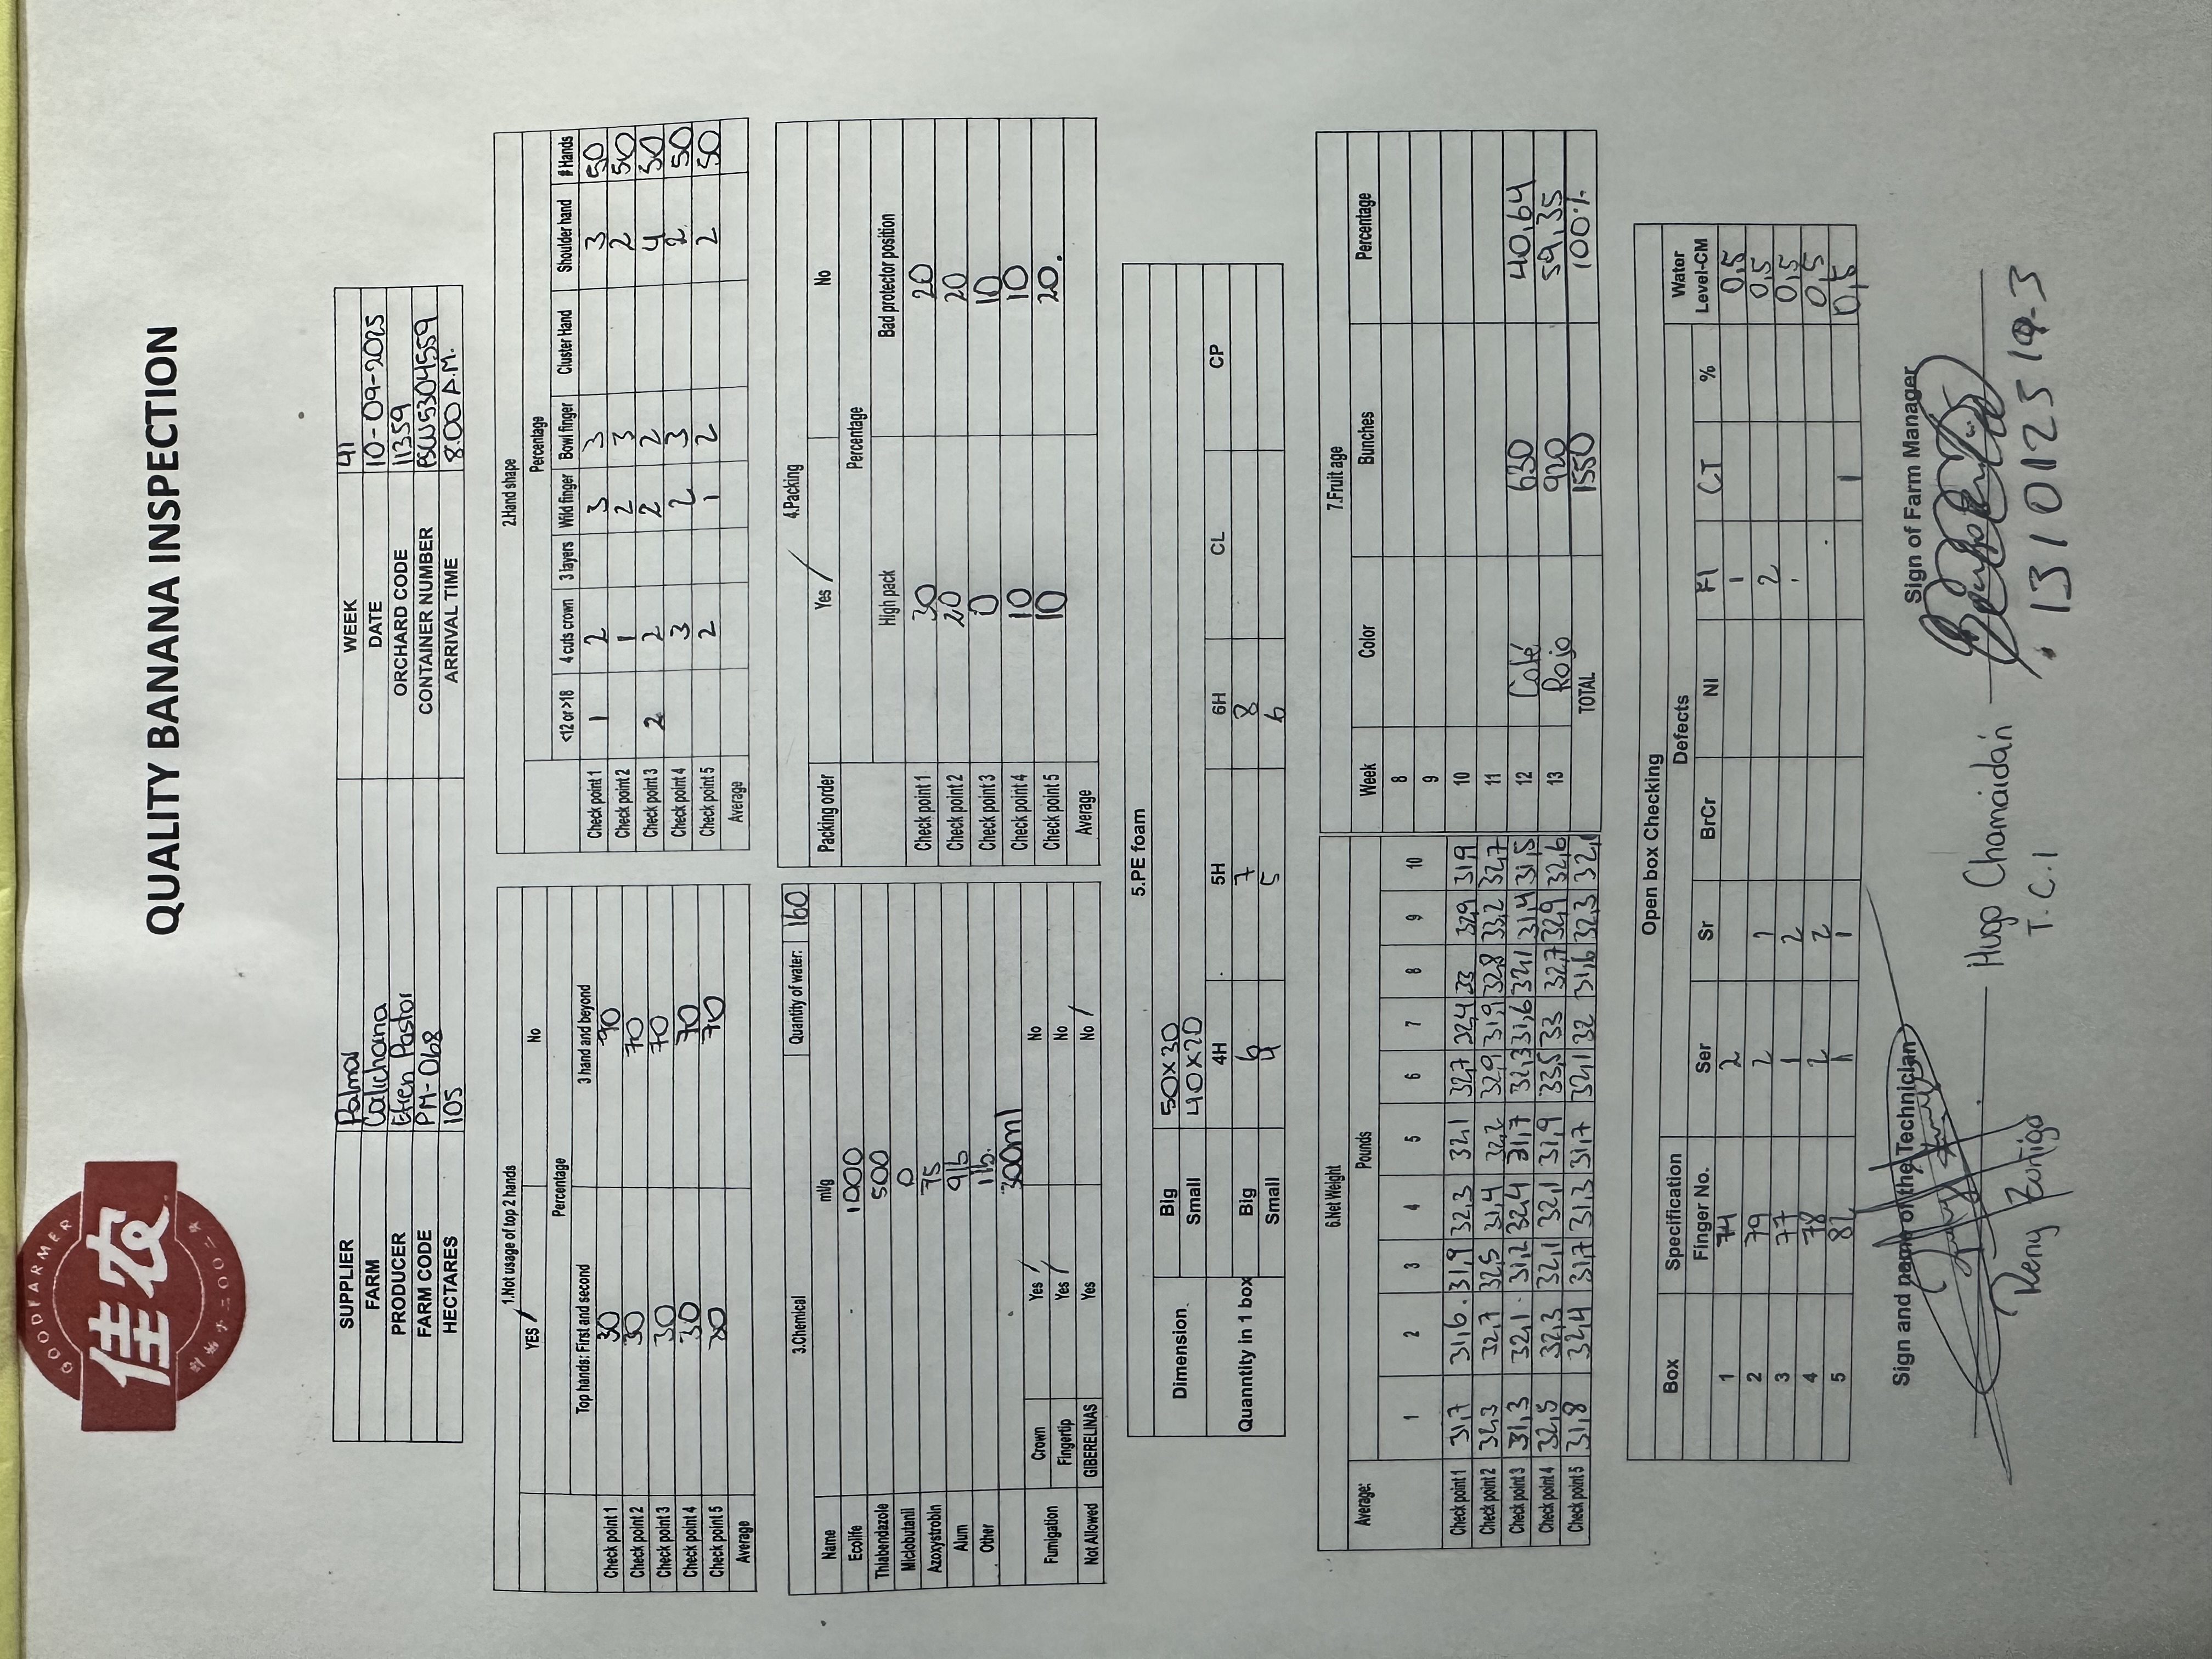 GOODFARMER
佳农
创始于二〇〇二年
QUALITY BANANA INSPECTION
SUPPLIER Palmar WEEK 41
FARM Calichana DATE 10-09-2025
PRODUCER Efren Pastor ORCHARD CODE 11359
FARM CODE PM-068 CONTAINER NUMBER 5304559
HECTARES 105 ARRIVAL TIME 8:00 A.M.
1.Not usage of top 2 hands
YES / No
Percentage
Top hands: First and second 3 hand and beyond
Check point 1 30 70
Check point 2 30 70
Check point 3 30 70
Check point 4 30 70
Check point 5 30 70
Average
2.Hand shape
Percentage
<12 or >18 4 cuts crown 3 layers Wild finger Bowl finger Cluster Hand Shoulder hand # Hands
Check point 1 1 2 3 3 3 50
Check point 2 1 2 3 2 50
Check point 3 2 2 2 2 4 50
Check point 4 3 2 3 2 50
Check point 5 2 1 2 2 50
Average
3.Chemical Quantity of water: 160
Name ml/g
Ecolife 1000
Thiabendazole 500
Miclobutanil 0
Azoxystrobin 75
Alum 9lb
Other 1lb.
300ml
Fumigation Crown Yes / No
Fingertip Yes / No
Not Allowed GIBERELINAS Yes No /
4.Packing
Packing order Yes / No
Percentage
High pack Bad protector position
Check point 1 30 20
Check point 2 20 20
Check point 3 0 10
Check point 4 10 10
Check point 5 10 20.
Average
5.PE foam
Dimension Big 50x30
Small 40x20
4H 5H 6H CL CP
Quanntity in 1 box Big 6 7 8
Small 4 5 6
6.Net Weight
Average: Pounds
1 2 3 4 5 6 7 8 9 10
Check point 1 31,7 31,6. 31,9 32,3 32,1 32,7 32,4 33 32,9 31,9
Check point 2 32,3 32,7 32,5 31,4 32,2 32,9 31,9 32,8 33,2 32,7
Check point 3 31,3 32,1 31,2 32,4 31,7 32,3 31,6 32,1 31,4 31,5
Check point 4 32,5 32,3 32,1 32,1 31,9 33,5 33 32,7 32,9 32,6
Check point 5 31,8 32,4 31,7 31,3 31,7 32,1 32 31,6 32,3 32,1
7.Fruit age
Week Color Bunches Percentage
8
9
10
11
12 Café 630 40,64
13 Rojo 920 59,35
TOTAL 1550 100%
Open box Checking
Box Specification Defects Water
Finger No. Ser Sr BrCr NI FI CT % Level-CM
1 74 2 1 0,5
2 79 2 1 2 0,5
3 77 1 2 0,5
4 78 2 2 0,5
5 82 1 1 1 0,5
Sign and name of the Technician
Sign of Farm Manager
Reny Zuñiga
Hugo Chamaidán
T.C.I